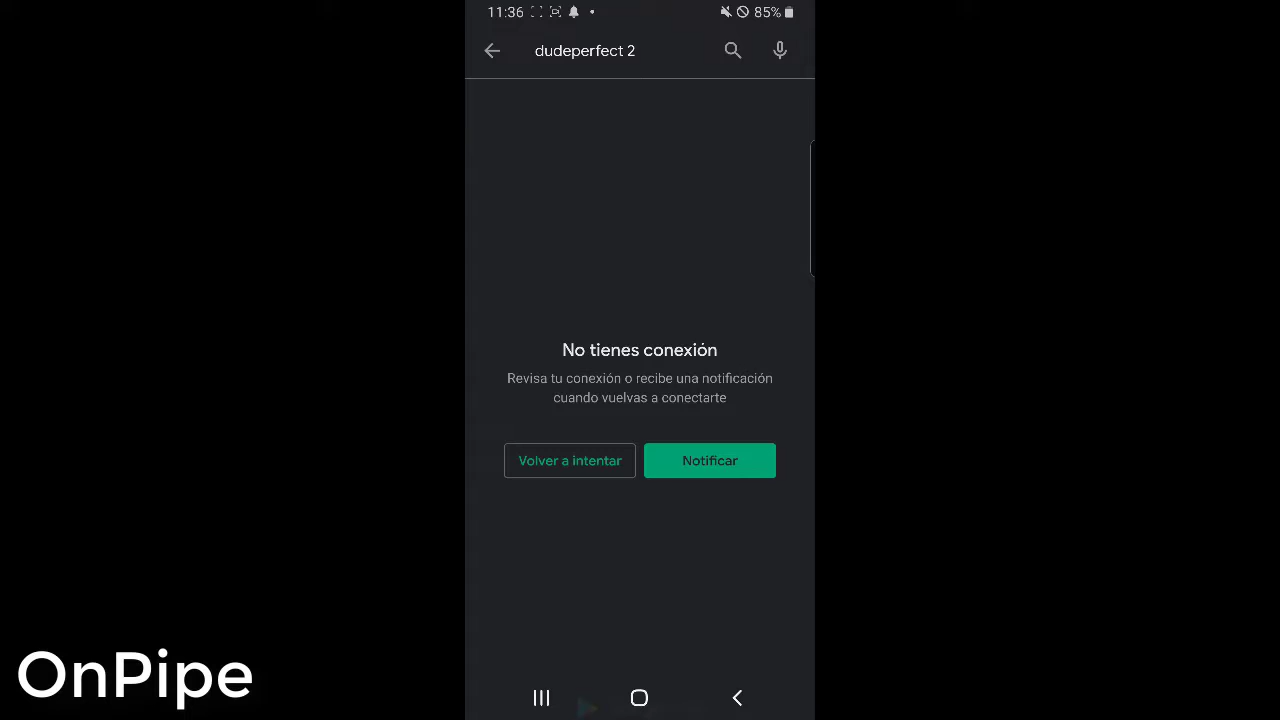 11:36
85%
dudeperfect 2
No tienes conexión
Revisa tu conexión o recibe una notificación
cuando vuelvas a conectarte
Volver a intentar
Notificar
OnPipe